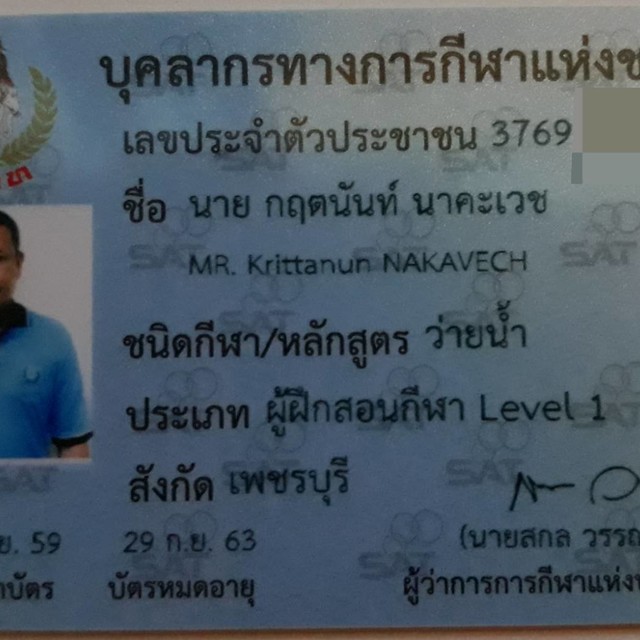 บุคลากรทางการกีฬาแห่งช
เลขประจำตัวประชาชน 3769
ชื่อ นาย กฤตนันท์ นาคะเวช
MR. Krittanun NAKAVECH
ชนิดกีฬา/หลักสูตร ว่ายน้ำ
ประเภท ผู้ฝึกสอนกีฬา Level 1
สังกัด เพชรบุรี
ย. 59 29 ก.ย. 63 (นายสกล วรรณ
บัตร บัตรหมดอายุ ผู้ว่าการการกีฬาแห่ง
SAT